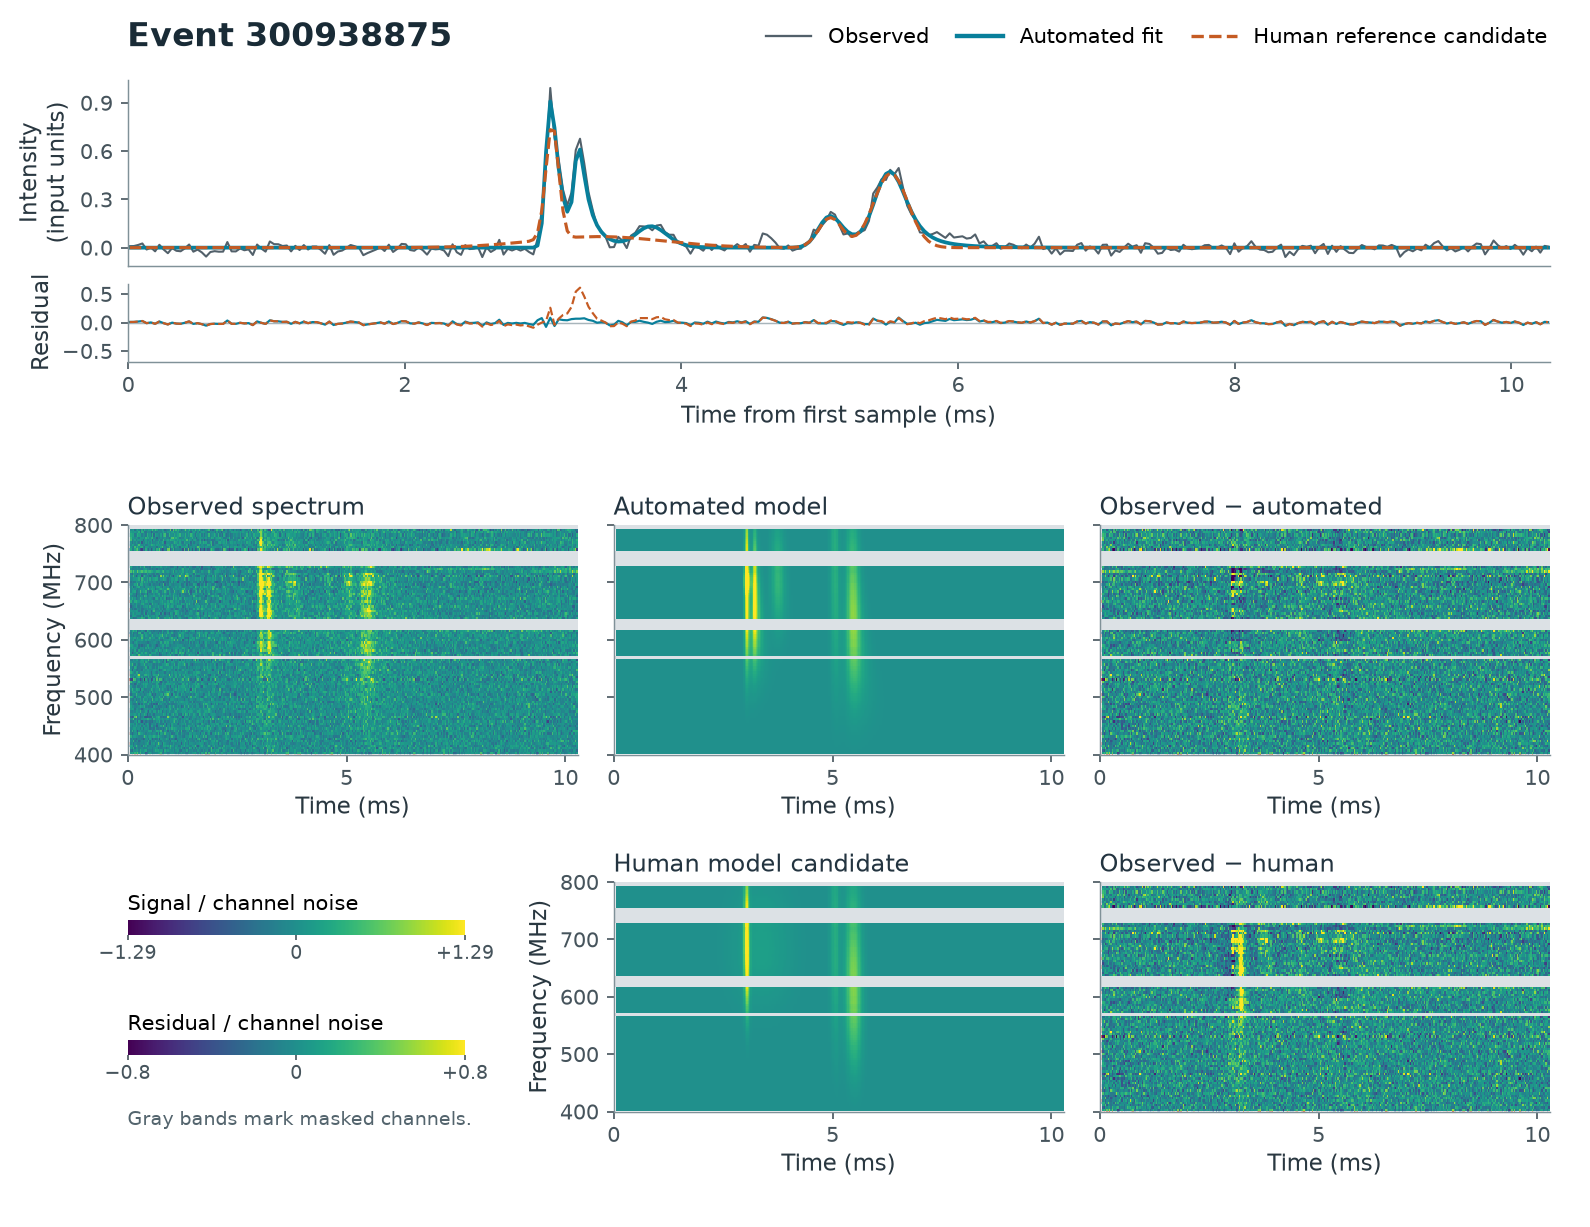 Event 300938875
Observed
Automated fit
Human reference candidate
Intensity
(input units)
0.9
0.6
0.3
0.0
Residual
0.5
0.0
−0.5
0
2
4
6
8
10
Time from first sample (ms)
Observed spectrum
Automated model
Observed − automated
Frequency (MHz)
800
700
600
500
400
0
5
10
0
5
10
0
5
10
Time (ms)
Time (ms)
Time (ms)
Human model candidate
Observed − human
Signal / channel noise
−1.29
0
+1.29
Residual / channel noise
−0.8
0
+0.8
Gray bands mark masked channels.
Frequency (MHz)
800
700
600
500
400
0
5
10
0
5
10
Time (ms)
Time (ms)